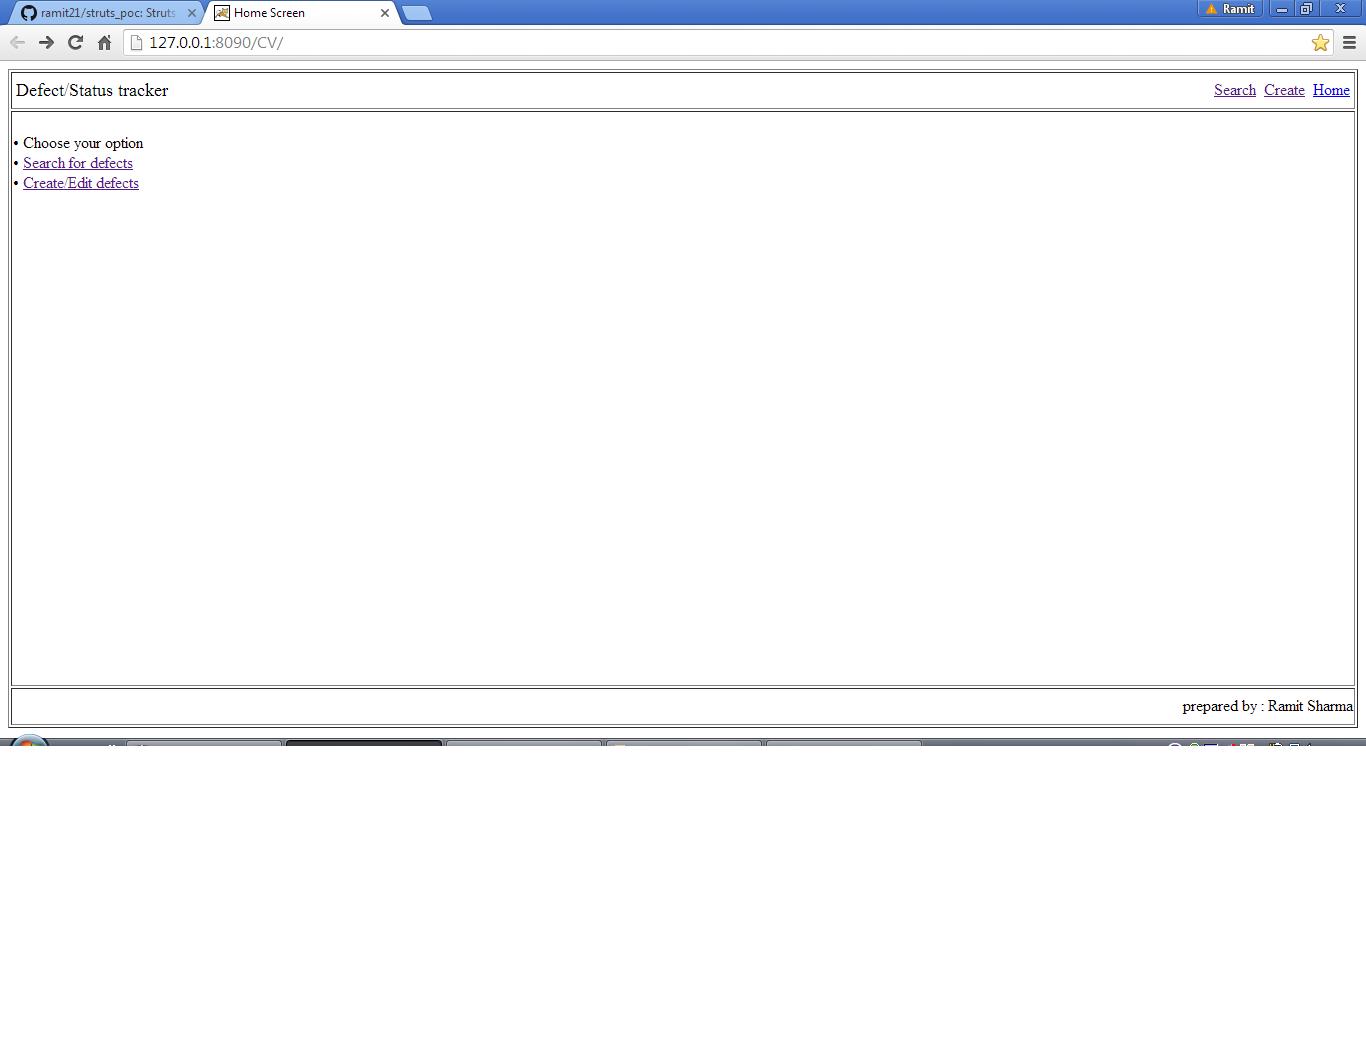 ramit21/struts_poc: Struts
Home Screen
Ramit
127.0.0.1:8090/CV/
Defect/Status tracker
Search Create Home
• Choose your option
• Search for defects
• Create/Edit defects
prepared by : Ramit Sharma